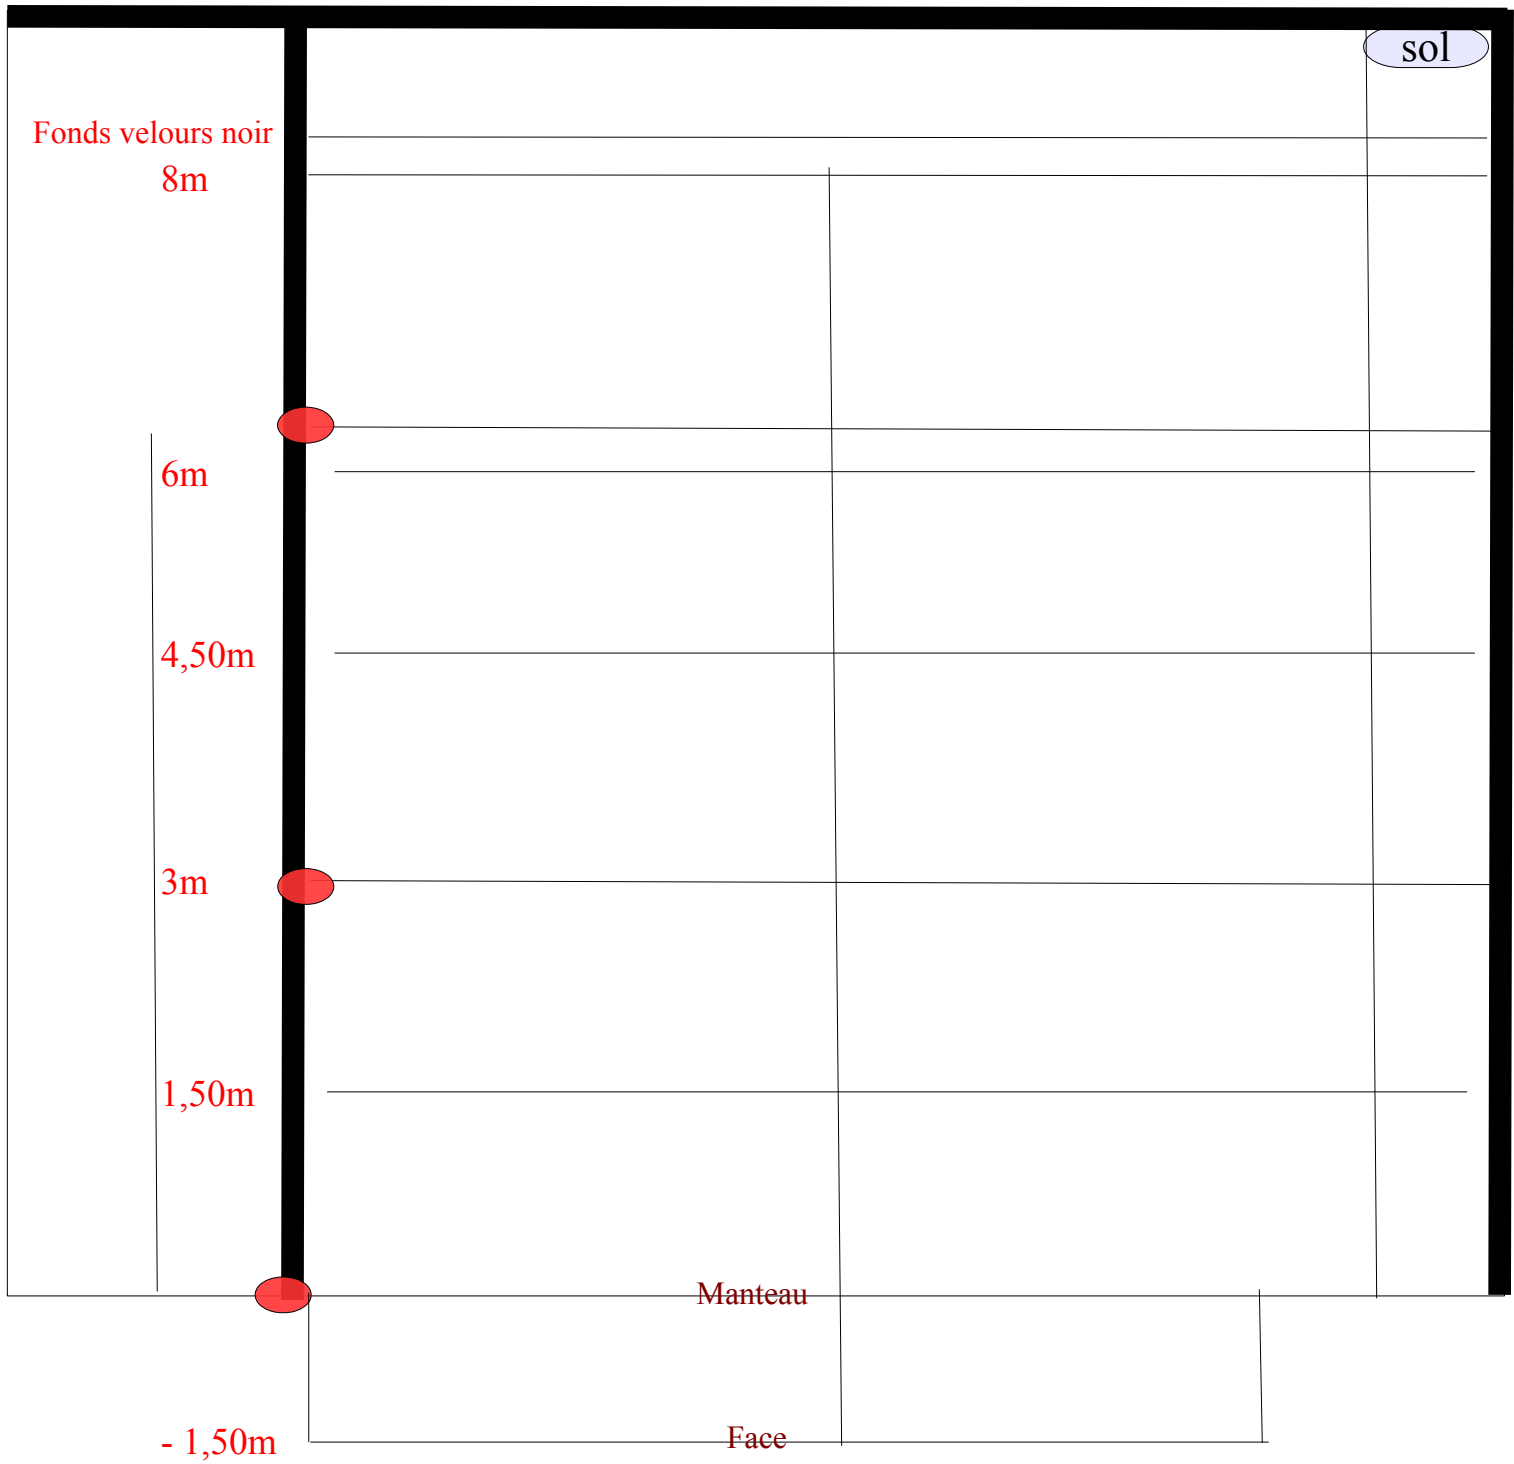 sol
Fonds velours noir
8m
6m
4,50m
3m
1,50m
Manteau
- 1,50m
Face